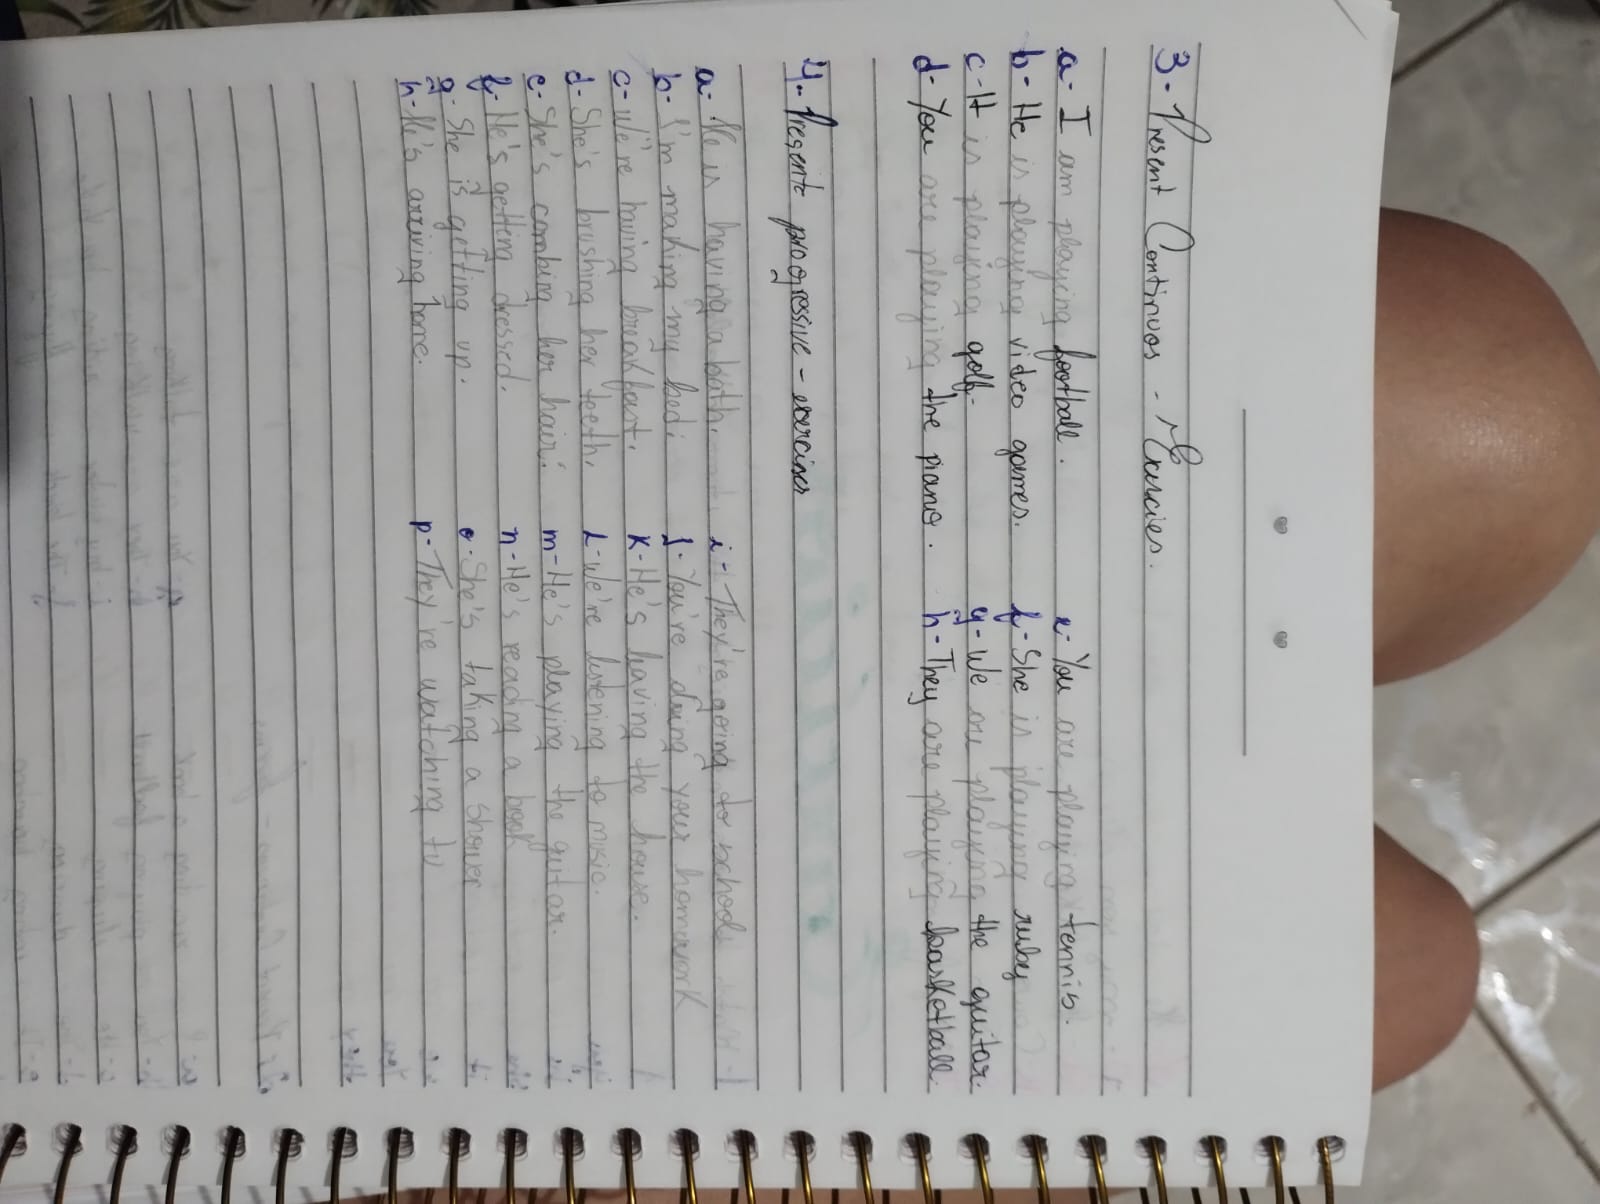 3- Present Continuos - Exercies.
a- I am playing football.
b- He is playing video games.
c- It is playing golf.
d- You are playing the piano.
e- You are playing tennis.
f- She is playing ruby
g- We are playing the guitar.
h- They are playing basketball.
4- Present progressive - exercises
a- He is having a bath.
b- I'm making my bed.
c- We're having breakfast.
d- She's brushing her teeth.
e- She's combing her hair.
f- He's getting dressed.
g- She is getting up.
h- He's arriving home.
i- They're going to school
j- You're doing your homework
k- He's leaving the house.
L- We're listening to music.
m- He's playing the guitar.
n- He's reading a book
o- She's taking a shower
p- They're watching tv